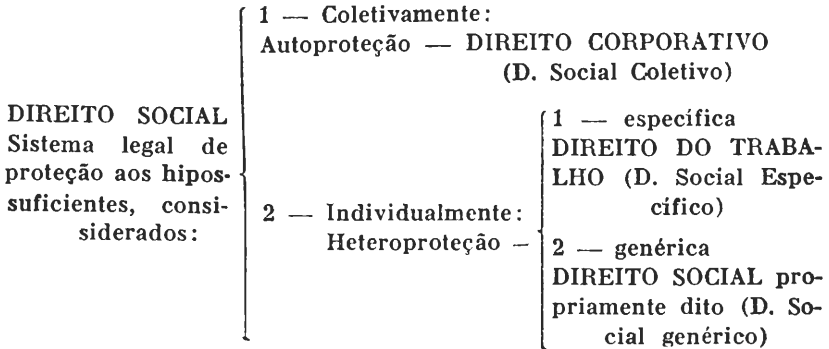 DIREITO SOCIAL
Sistema legal de
proteção aos hipos-
suficientes, consi-
siderados:
1 — Coletivamente:
Autoproteção — DIREITO CORPORATIVO
(D. Social Coletivo)
2 — Individualmente:
Heteroproteção —
1 — específica
DIREITO DO TRABA-
LHO (D. Social Espe-
cífico)
2 — genérica
DIREITO SOCIAL pro-
priamente dito (D. So-
cial genérico)